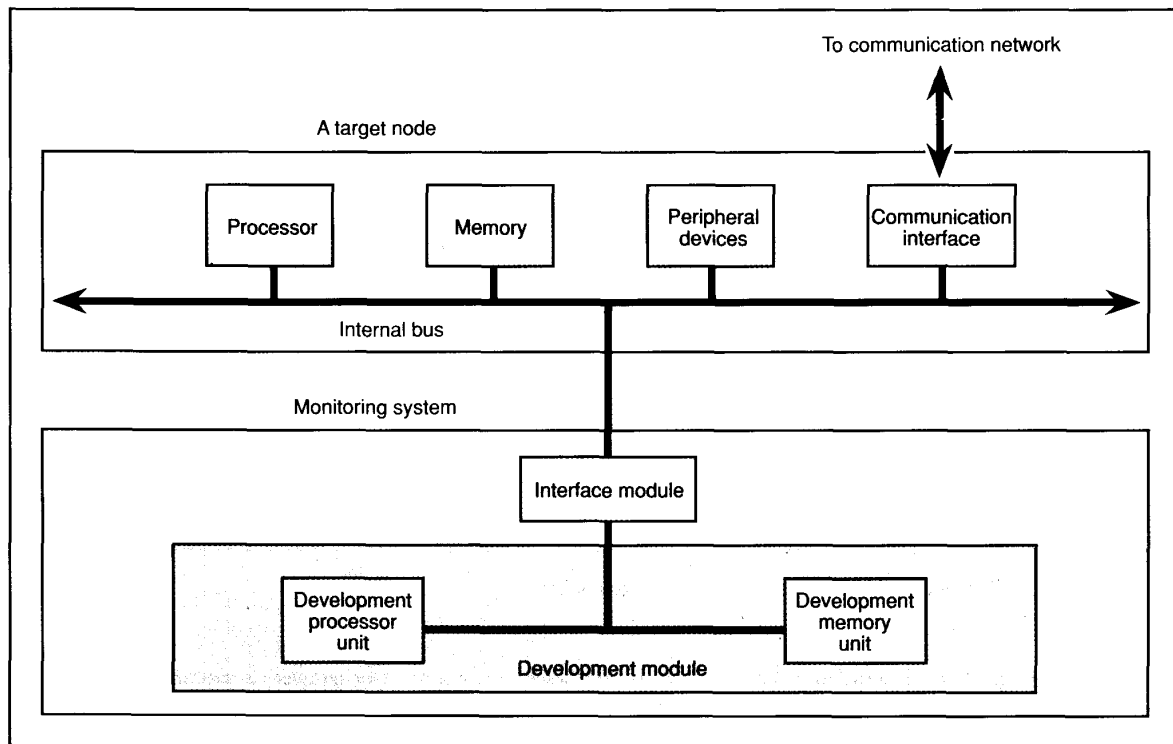 To communication network
A target node
Processor
Memory
Peripheral
devices
Communication
interface
Internal bus
Monitoring system
Interface module
Development
processor
unit
Development
memory
unit
Development module